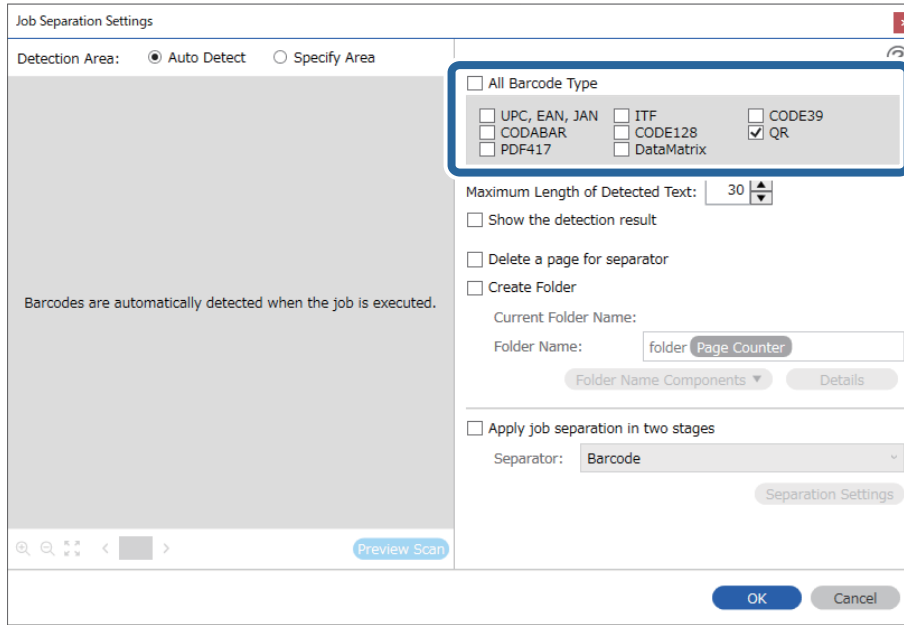 Job Separation Settings
Detection Area: Auto Detect Specify Area
All Barcode Type
UPC, EAN, JAN ITF CODE39
CODABAR CODE128 QR
PDF417 DataMatrix
Maximum Length of Detected Text: 30
Show the detection result
Delete a page for separator
Create Folder
Barcodes are automatically detected when the job is executed.
Current Folder Name:
Folder Name: folder Page Counter
Folder Name Components Details
Apply job separation in two stages
Separator: Barcode
Separation Settings
Preview Scan
OK Cancel